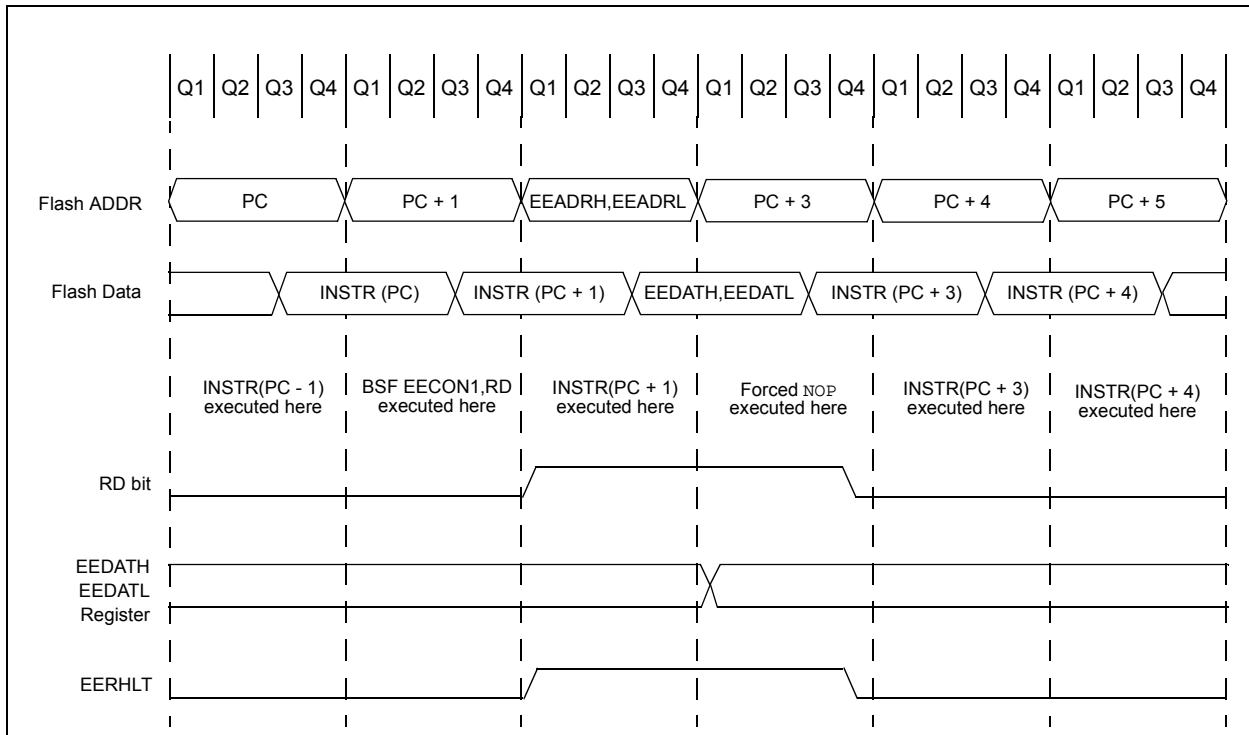 Q1 Q2 Q3 Q4 Q1 Q2 Q3 Q4 Q1 Q2 Q3 Q4 Q1 Q2 Q3 Q4 Q1 Q2 Q3 Q4 Q1 Q2 Q3 Q4
Flash ADDR PC PC + 1 EEADRH,EEADRL PC + 3 PC + 4 PC + 5
Flash Data INSTR (PC) INSTR (PC + 1) EEDATH,EEDATL INSTR (PC + 3) INSTR (PC + 4)
INSTR(PC - 1)
executed here
BSF EECON1,RD
executed here
INSTR(PC + 1)
executed here
Forced NOP
executed here
INSTR(PC + 3)
executed here
INSTR(PC + 4)
executed here
RD bit
EEDATH
EEDATL
Register
EERHLT